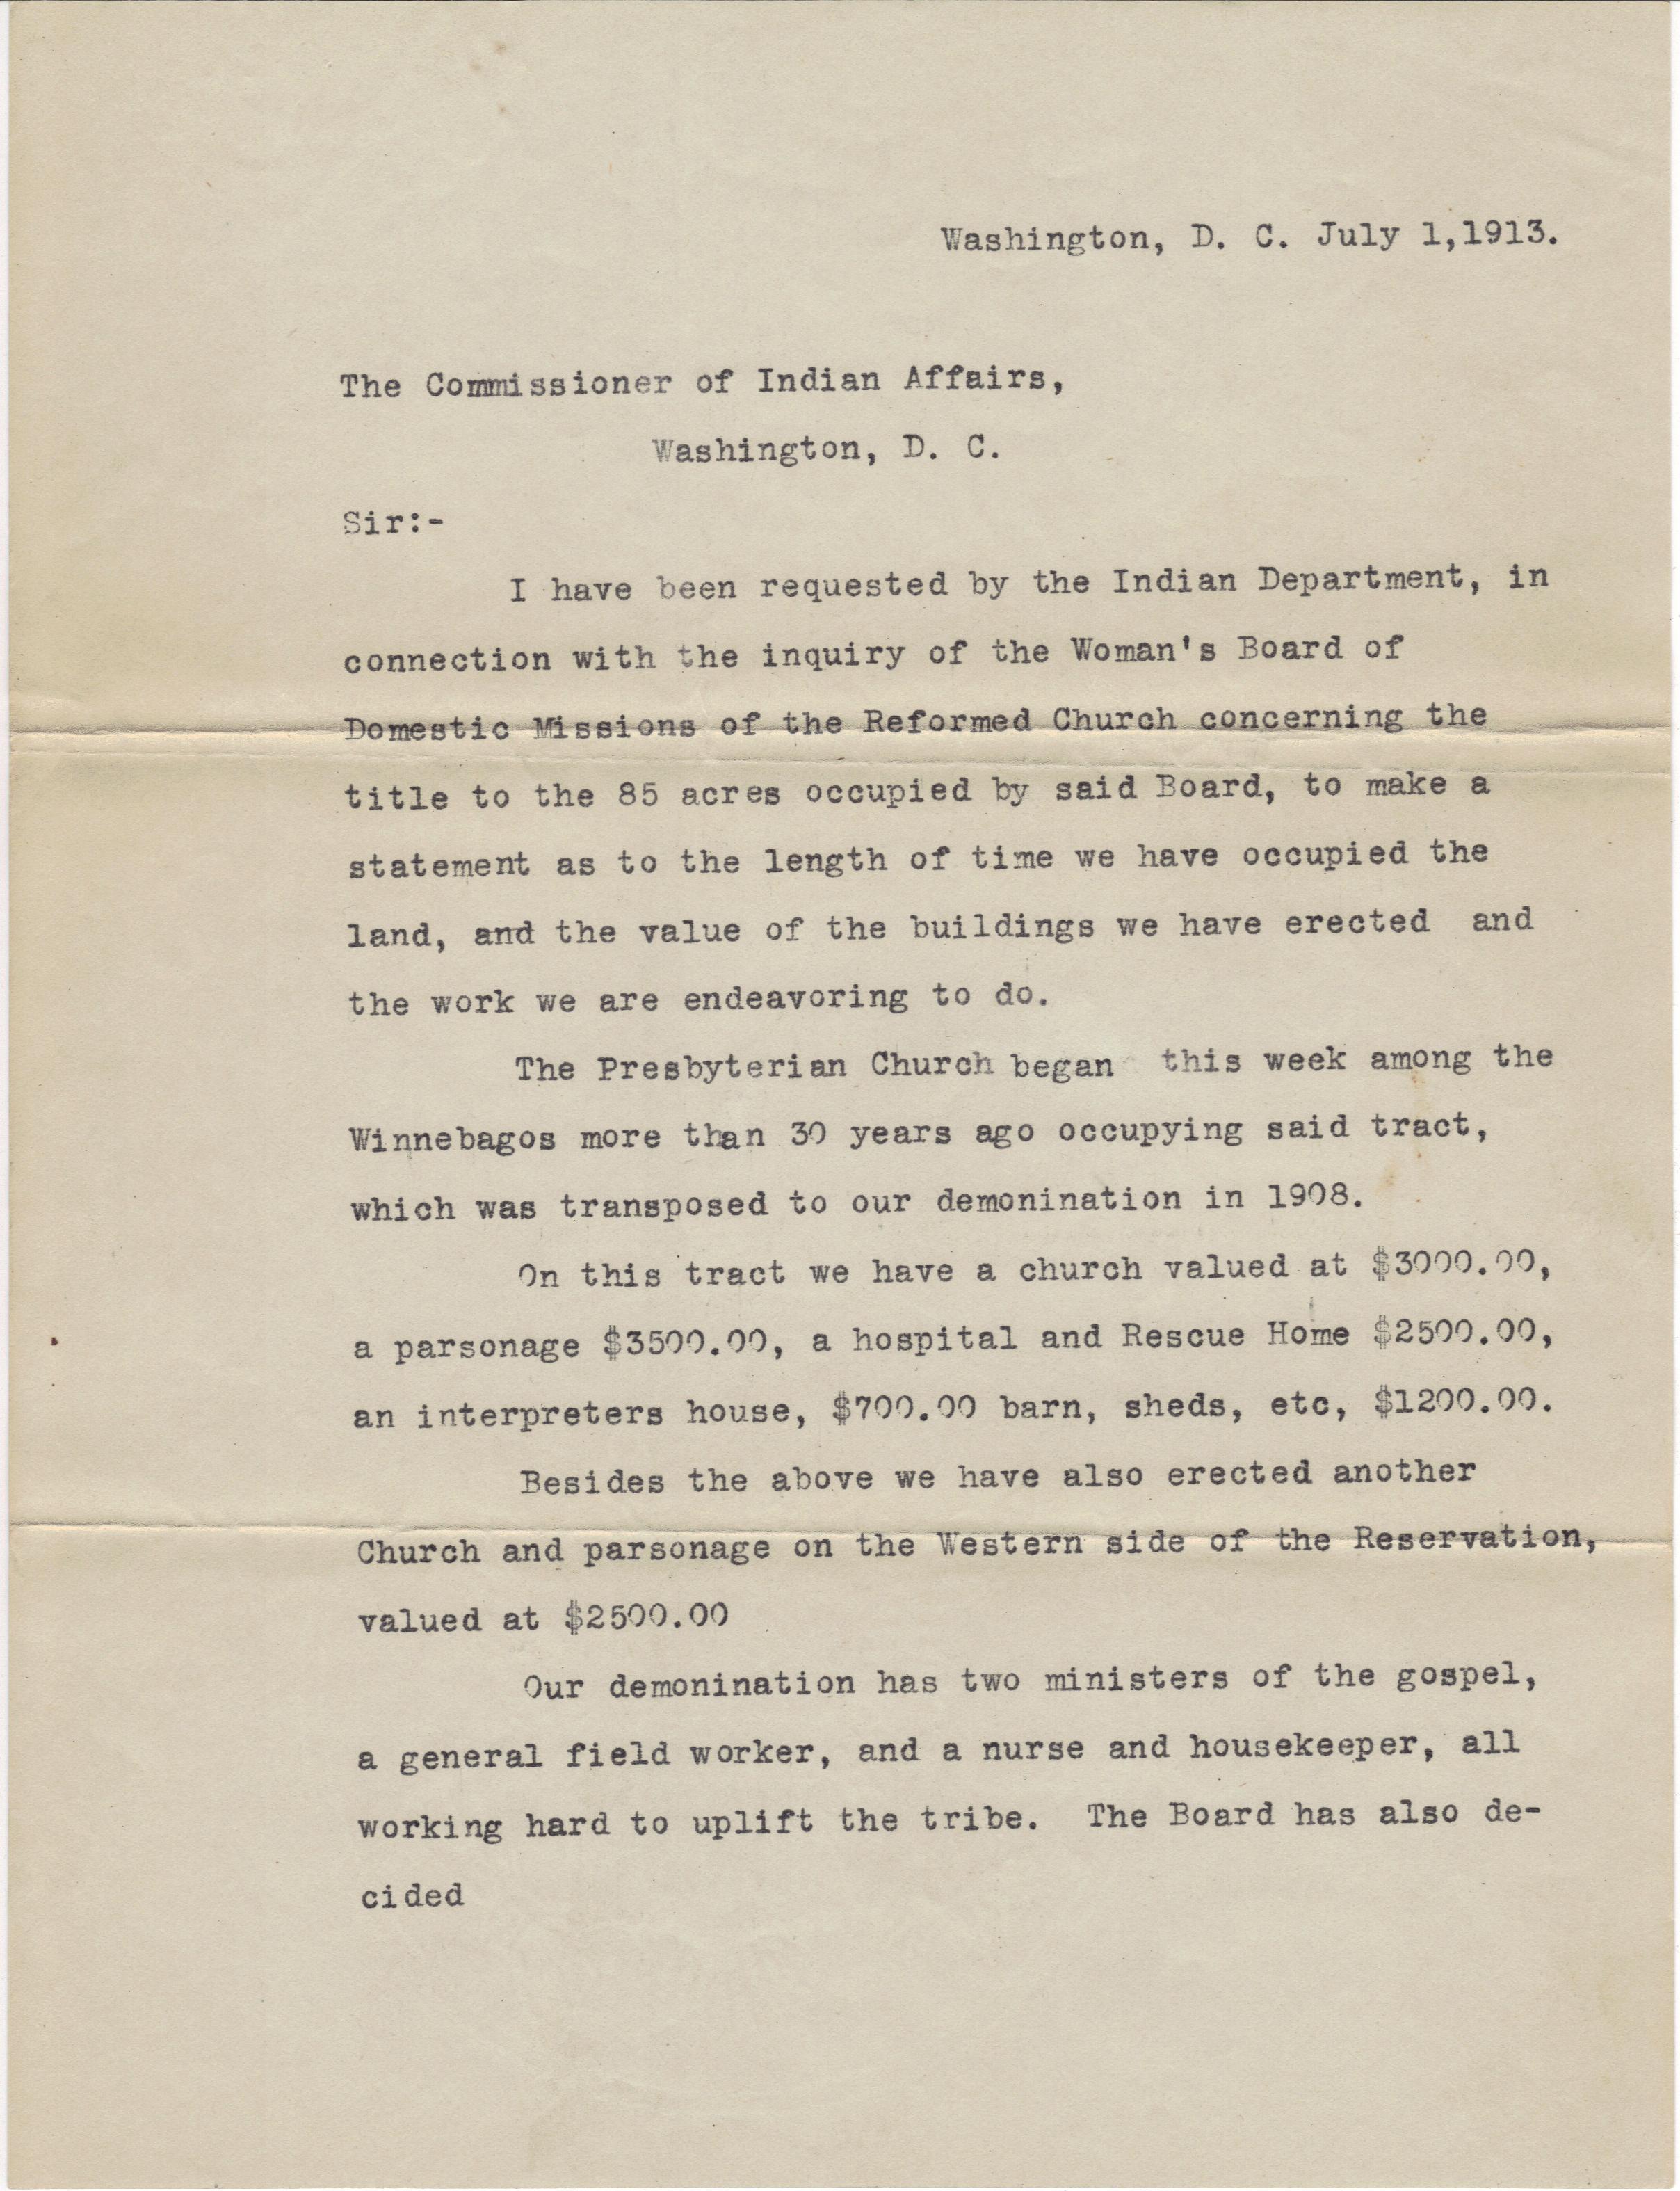 Washington, D. C. July 1,1913.
The Commissioner of Indian Affairs,
Washington, D. C.
Sir:-
I have been requested by the Indian Department, in
connection with the inquiry of the Woman's Board of
Domestic Missions of the Reformed Church concerning the
title to the 85 acres occupied by said Board, to make a
statement as to the length of time we have occupied the
land, and the value of the buildings we have erected and
the work we are endeavoring to do.
The Presbyterian Church began this week among the
Winnebagos more than 30 years ago occupying said tract,
which was transposed to our demonination in 1908.
On this tract we have a church valued at $3000.00,
a parsonage $3500.00, a hospital and Rescue Home $2500.00,
an interpreters house, $700.00 barn, sheds, etc, $1200.00.
Besides the above we have also erected another
Church and parsonage on the Western side of the Reservation,
valued at $2500.00
Our demonination has two ministers of the gospel,
a general field worker, and a nurse and housekeeper, all
working hard to uplift the tribe. The Board has also de-
cided